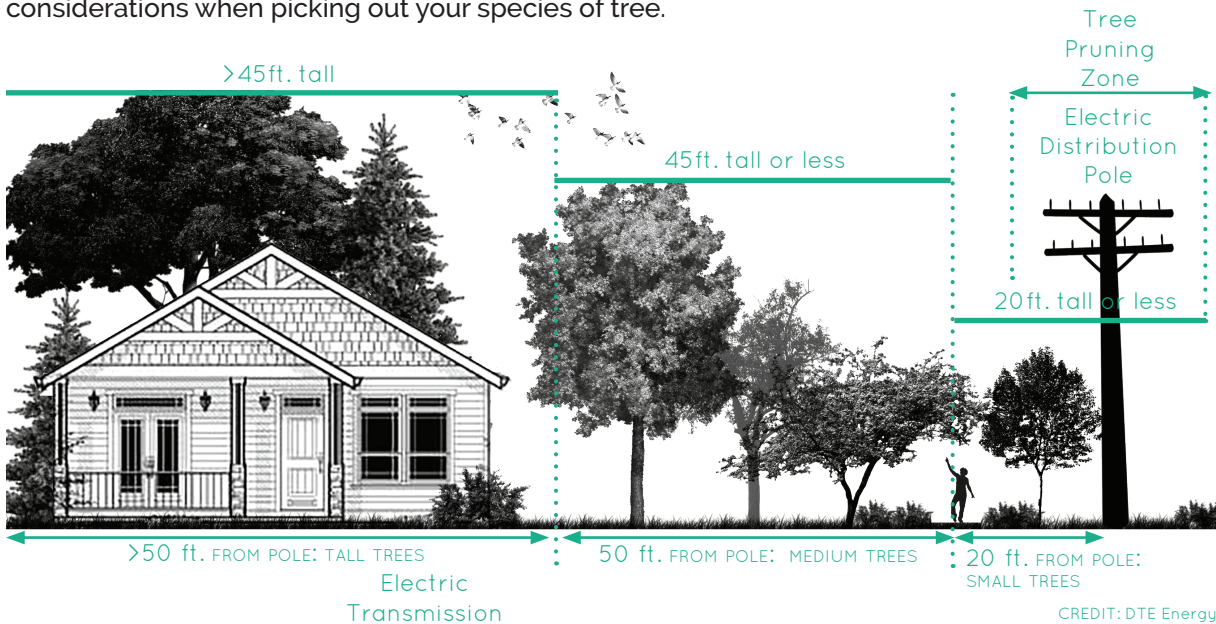 considerations when picking out your species of tree.
Tree
Pruning
Zone
>45ft. tall
Electric
Distribution
Pole
45ft. tall or less
20ft. tall or less
>50 ft. FROM POLE: TALL TREES
50 ft. FROM POLE: MEDIUM TREES
20 ft. FROM POLE:
SMALL TREES
Electric
Transmission
CREDIT: DTE Energy